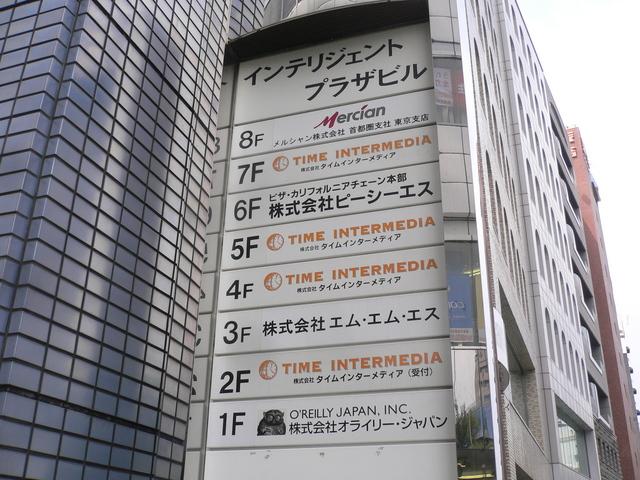 インテリジェント
プラザビル
8F Mercian
メルシャン株式会社 首都圏支社 東京支店
7F TIME INTERMEDIA
株式会社 タイムインターメディア
6F ピザ・カリフォルニアチェーン本部
株式会社ピーシーエス
5F TIME INTERMEDIA
株式会社 タイムインターメディア
4F TIME INTERMEDIA
株式会社 タイムインターメディア
3F 株式会社 エム・エム・エス
2F TIME INTERMEDIA
株式会社 タイムインターメディア (受付)
1F O'REILLY JAPAN, INC.
株式会社オライリー・ジャパン